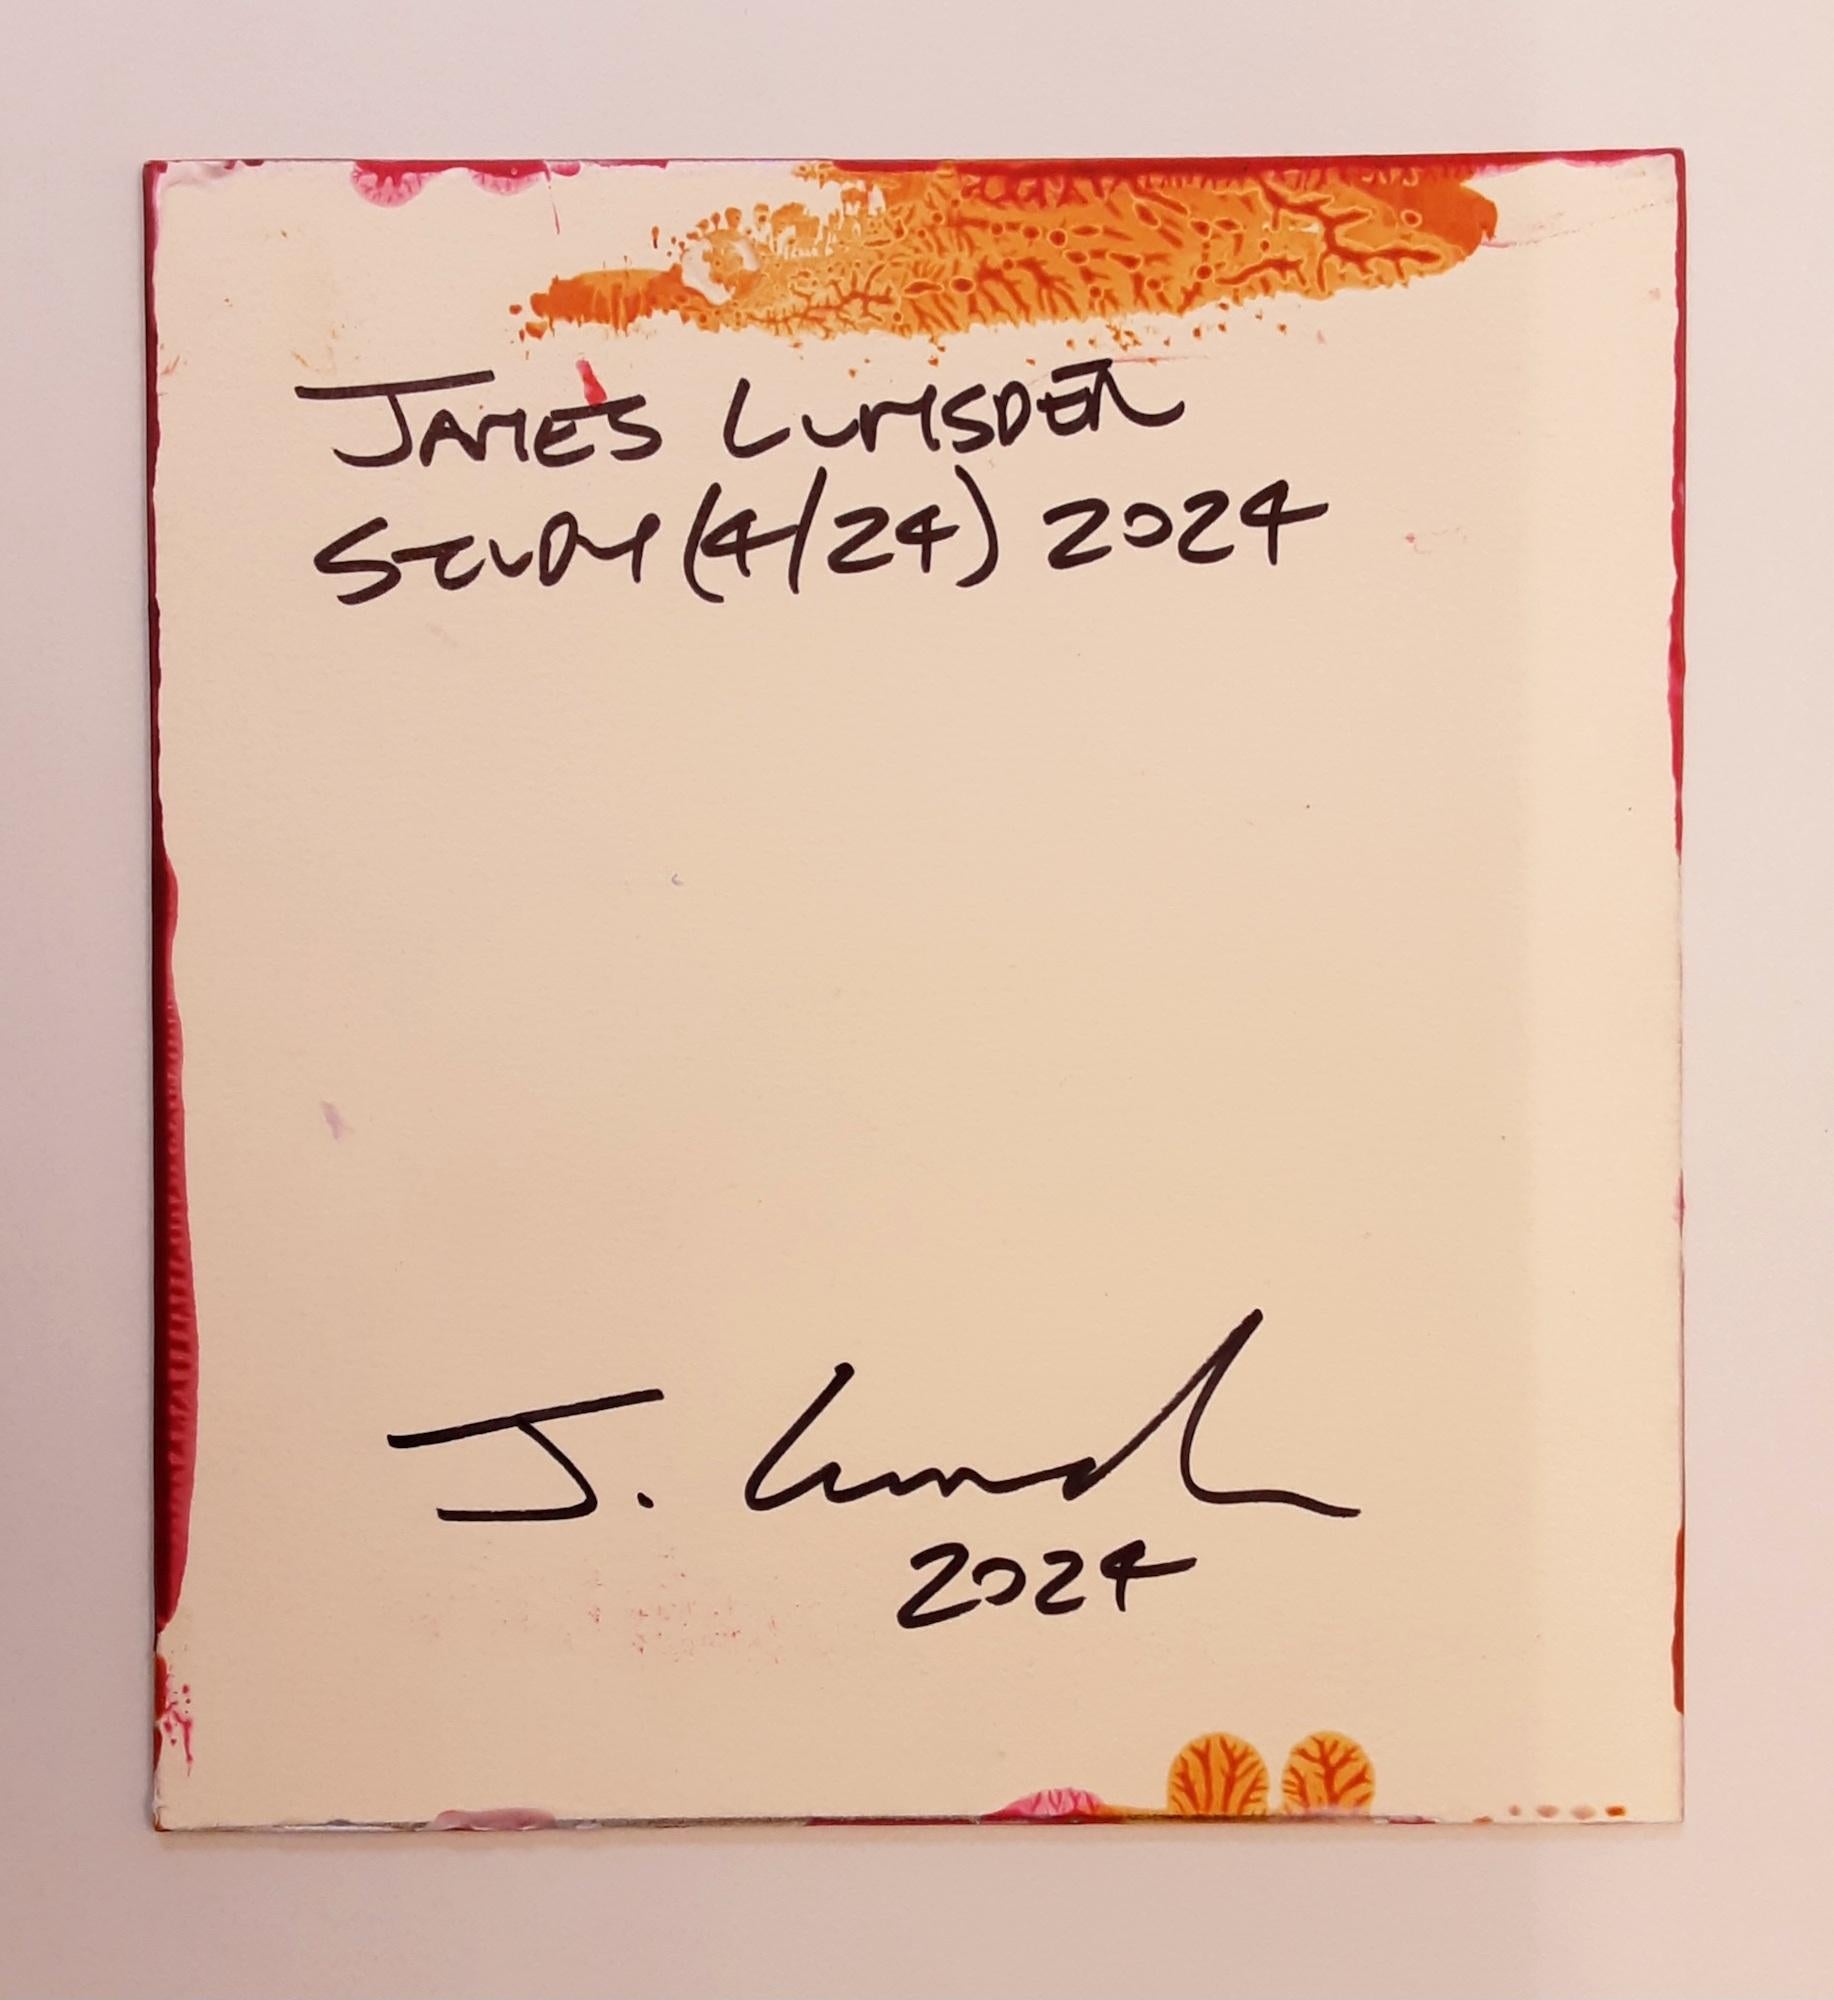 JAMES LUMSDEN
STUDY (4/24) 2024
J. Lumsden
2024